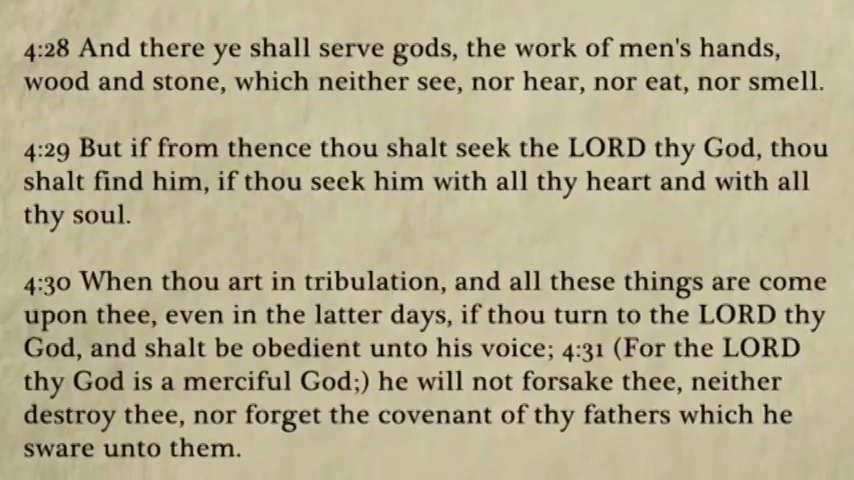 4:28 And there ye shall serve gods, the work of men's hands,
wood and stone, which neither see, nor hear, nor eat, nor smell.
4:29 But if from thence thou shalt seek the LORD thy God, thou
shalt find him, if thou seek him with all thy heart and with all
thy soul.
4:30 When thou art in tribulation, and all these things are come
upon thee, even in the latter days, if thou turn to the LORD thy
God, and shalt be obedient unto his voice; 4:31 (For the LORD
thy God is a merciful God;) he will not forsake thee, neither
destroy thee, nor forget the covenant of thy fathers which he
sware unto them.